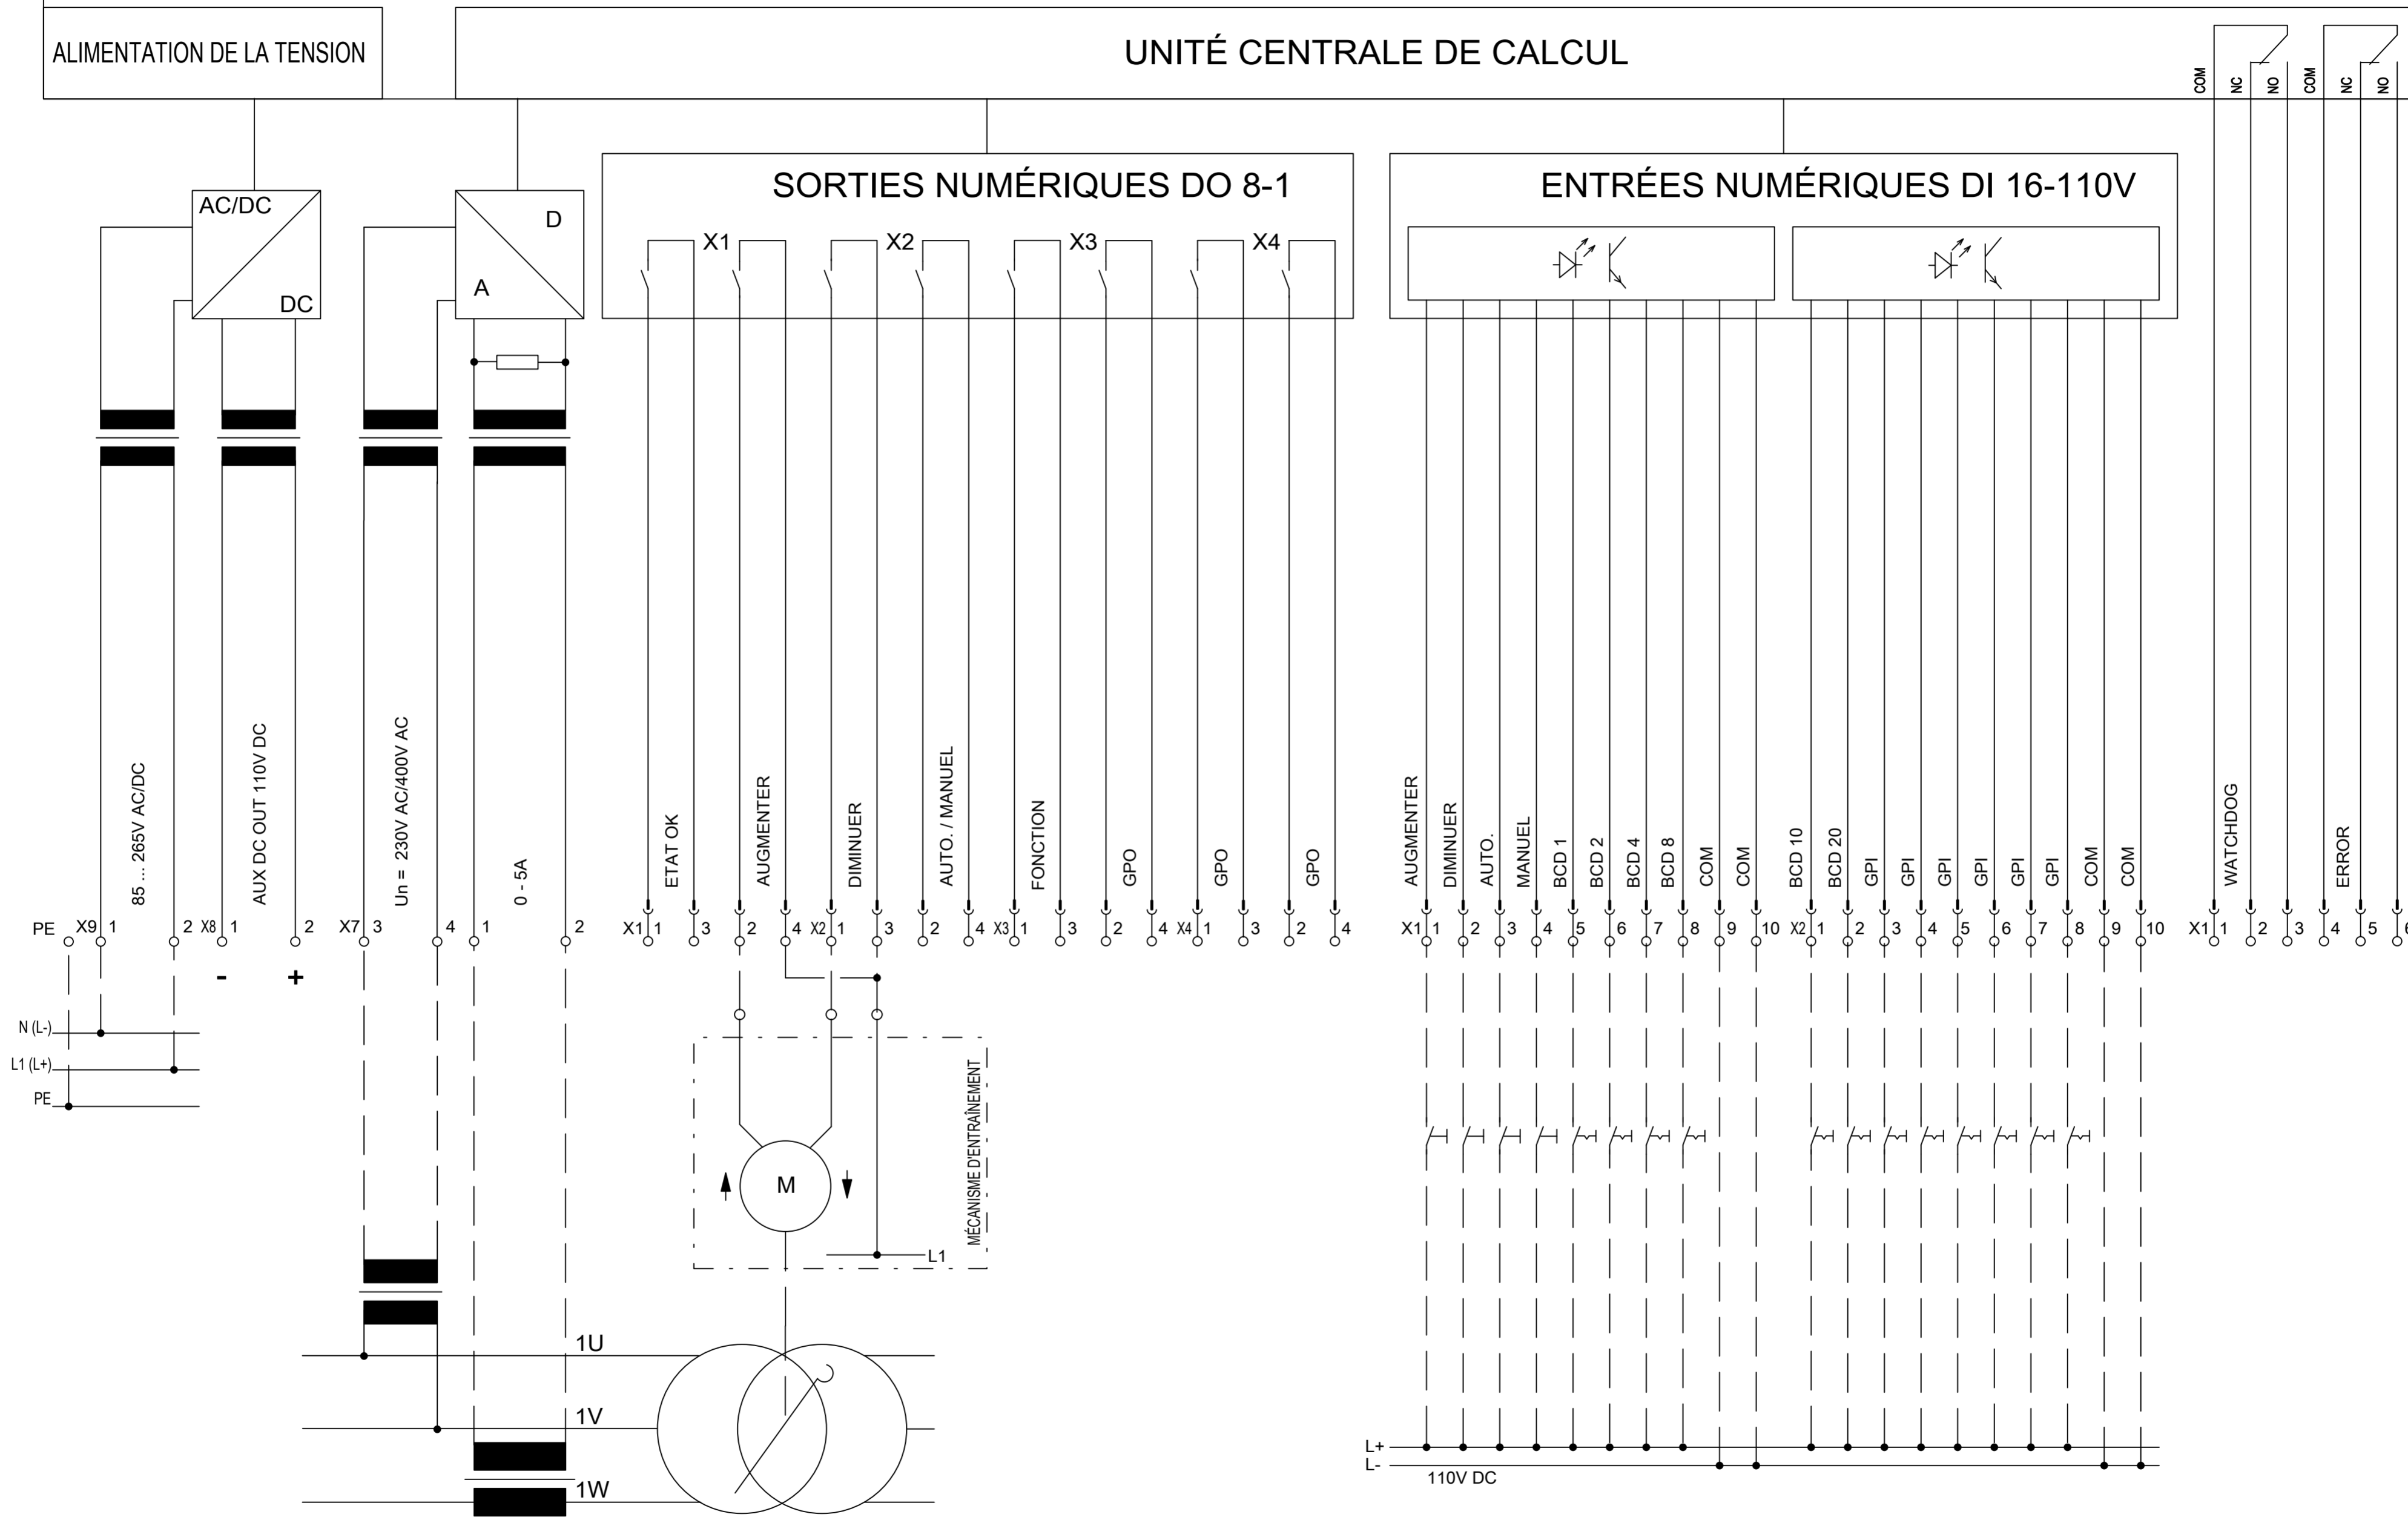 ALIMENTATION DE LA TENSION
UNITÉ CENTRALE DE CALCUL
COM
NC
NO
COM
NC
NO
AC/DC
DC
D
A
SORTIES NUMÉRIQUES DO 8-1
X1
X2
X3
X4
ENTRÉES NUMÉRIQUES DI 16-110V
85 ... 265V AC/DC
AUX DC OUT 110V DC
Un = 230V AC/400V AC
0 - 5A
ETAT OK
AUGMENTER
DIMINUER
AUTO. / MANUEL
FONCTION
GPO
GPO
GPO
AUGMENTER
DIMINUER
AUTO.
MANUEL
BCD 1
BCD 2
BCD 4
BCD 8
COM
COM
BCD 10
BCD 20
GPI
GPI
GPI
GPI
GPI
GPI
COM
COM
WATCHDOG
ERROR
PE X9 1 2 X8 1 2 X7 3 4 1 2
X1 1 3 2 4 X2 1 3 2 4 X3 1 3 2 4 X4 1 3 2 4
X1 1 2 3 4 5 6 7 8 9 10 X2 1 2 3 4 5 6 7 8 9 10
X1 1 2 3 4 5 6
- +
N (L-)
L1 (L+)
PE
MÉCANISME D'ENTRAÎNEMENT
M
L1
1U
1V
1W
L+
L-
110V DC